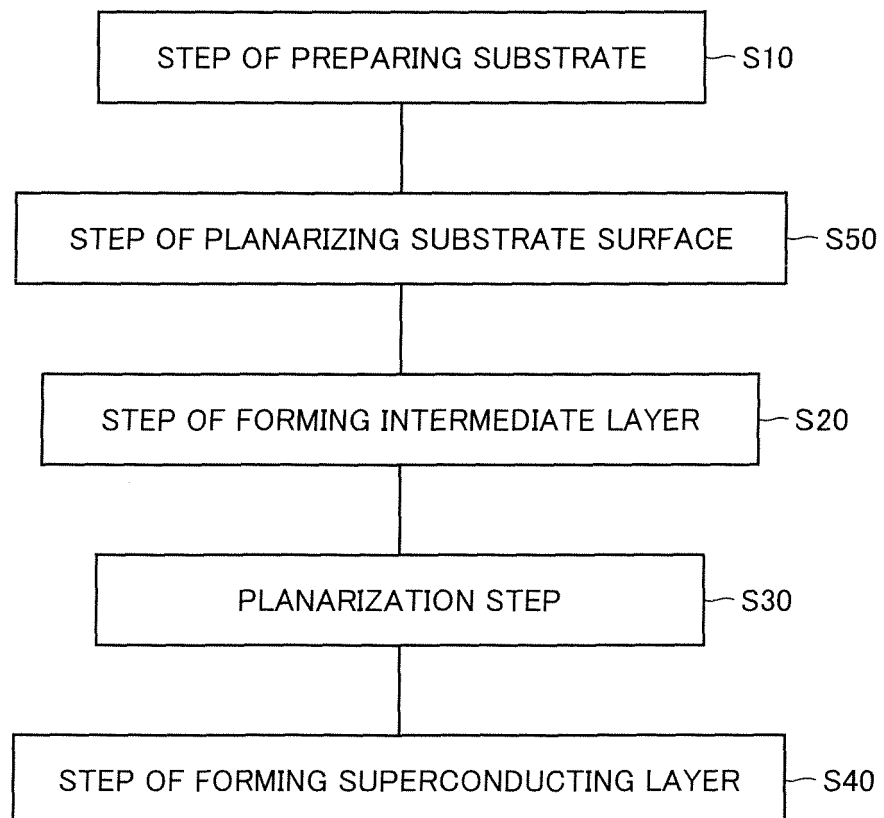 STEP OF PREPARING SUBSTRATE S10
STEP OF PLANARIZING SUBSTRATE SURFACE S50
STEP OF FORMING INTERMEDIATE LAYER S20
PLANARIZATION STEP S30
STEP OF FORMING SUPERCONDUCTING LAYER S40